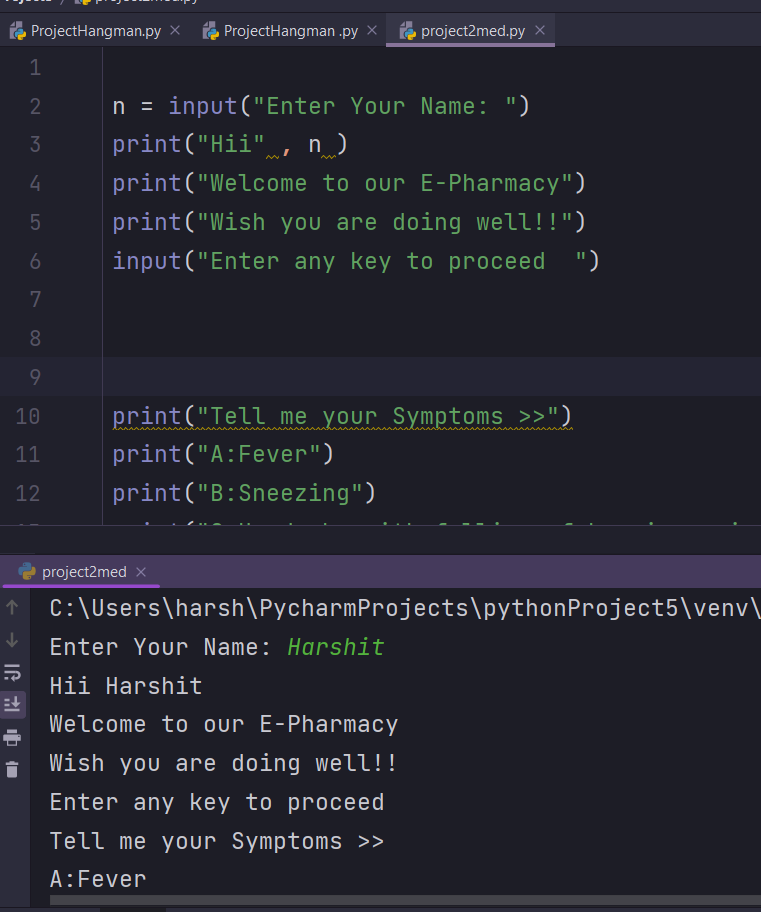 project2med.py
ProjectHangman.py ProjectHangman .py project2med.py
1
2 n = input("Enter Your Name: ")
3 print("Hii" , n )
4 print("Welcome to our E-Pharmacy")
5 print("Wish you are doing well!!")
6 input("Enter any key to proceed  ")
7
8
9
10 print("Tell me your Symptoms >>")
11 print("A:Fever")
12 print("B:Sneezing")
project2med
C:\Users\harsh\PycharmProjects\pythonProject5\venv\
Enter Your Name: Harshit
Hii Harshit
Welcome to our E-Pharmacy
Wish you are doing well!!
Enter any key to proceed
Tell me your Symptoms >>
A:Fever